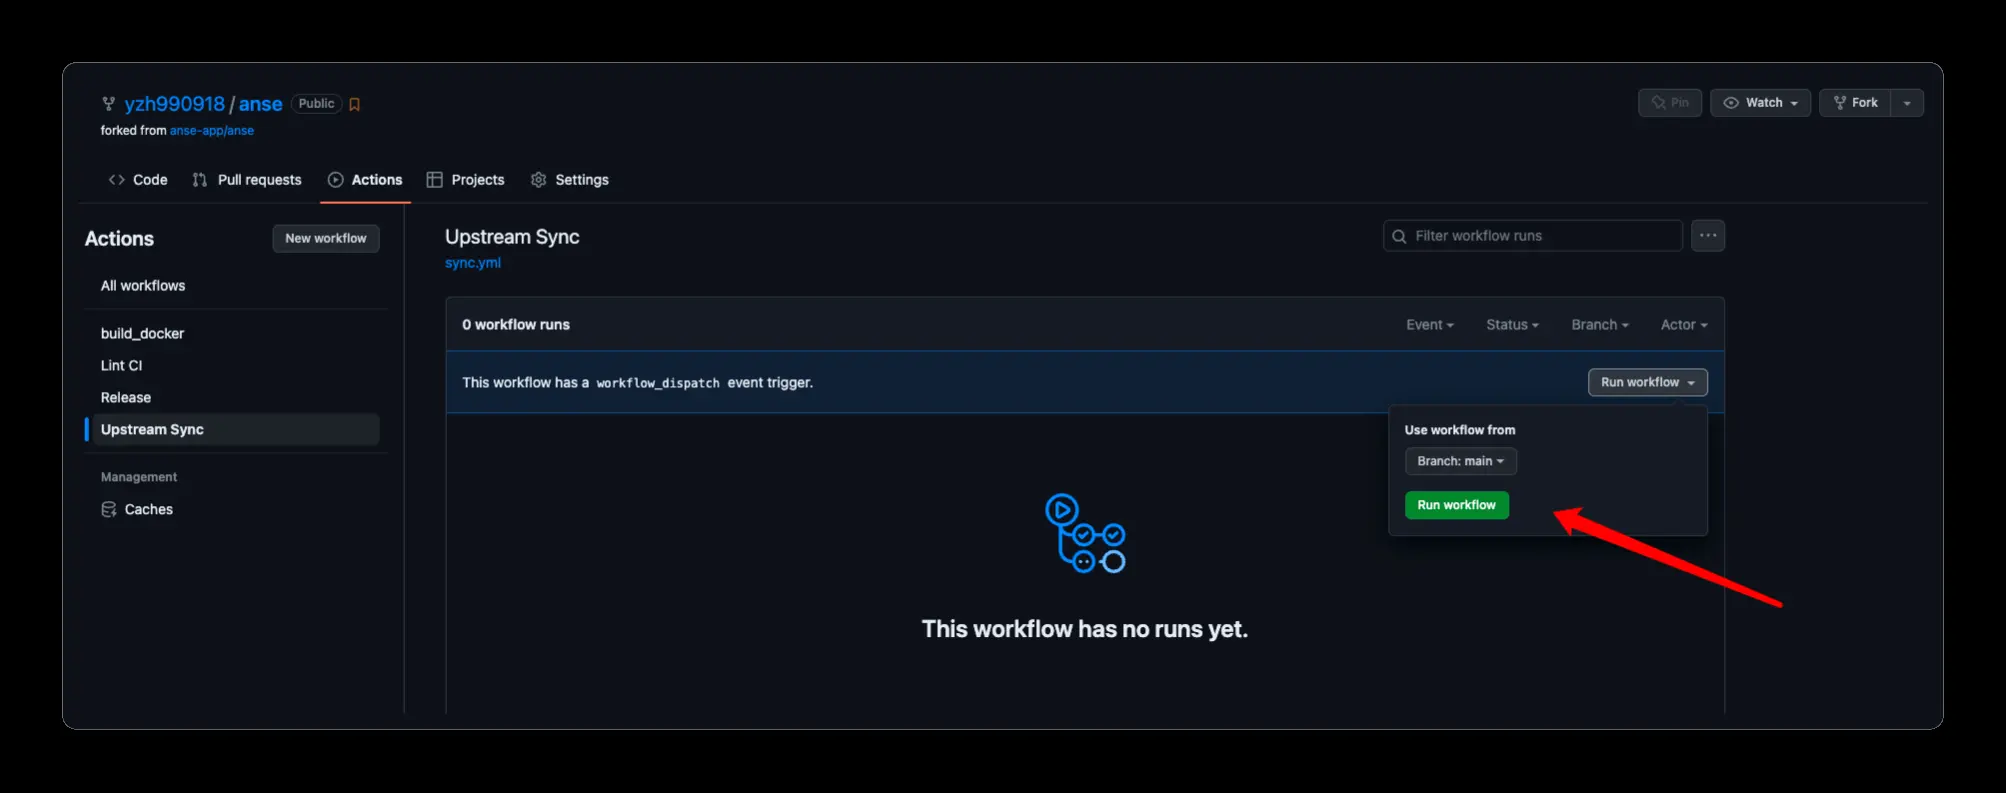 yzh990918 / anse Public
Pin Watch Fork
forked from anse-app/anse
Code Pull requests Actions Projects Settings
Actions
New workflow
All workflows
build_docker
Lint CI
Release
Upstream Sync
Management
Caches
Upstream Sync
sync.yml
Filter workflow runs
0 workflow runs
Event Status Branch Actor
This workflow has a workflow_dispatch event trigger.
Run workflow
Use workflow from
Branch: main
Run workflow
This workflow has no runs yet.